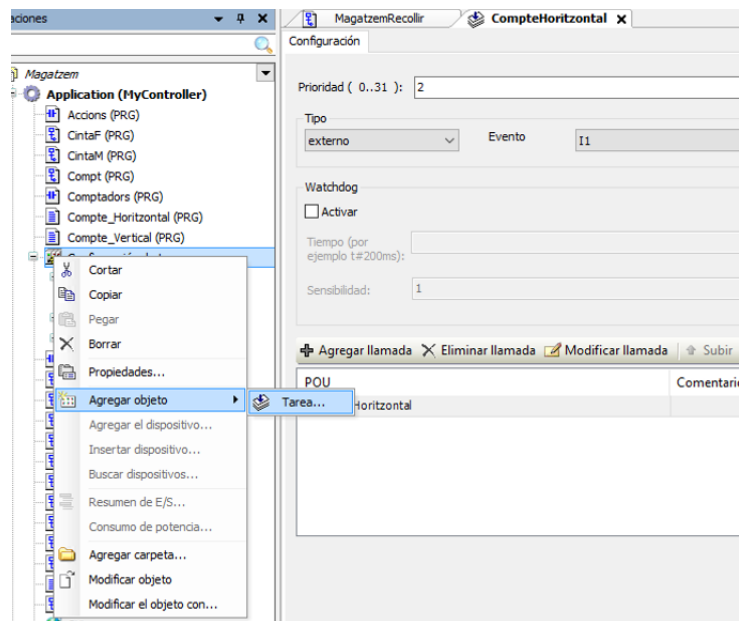 aciones
MagatzemRecollir
CompteHoritzontal
Configuración
Magatzem
Application (MyController)
Accions (PRG)
CintaF (PRG)
CintaM (PRG)
Compt (PRG)
Comptadors (PRG)
Compte_Horitzontal (PRG)
Compte_Vertical (PRG)
Cortar
Copiar
Pegar
Borrar
Propiedades...
Agregar objeto
Tarea...
Agregar el dispositivo...
Insertar dispositivo...
Buscar dispositivos...
Resumen de E/S...
Consumo de potencia...
Agregar carpeta...
Modificar objeto
Modificar el objeto con...
Prioridad ( 0..31 ): 2
Tipo
externo
Evento
I1
Watchdog
Activar
Tiempo (por
ejemplo t#200ms):
Sensibilidad: 1
Agregar llamada Eliminar llamada Modificar llamada Subir
POU Comentario
Horitzontal